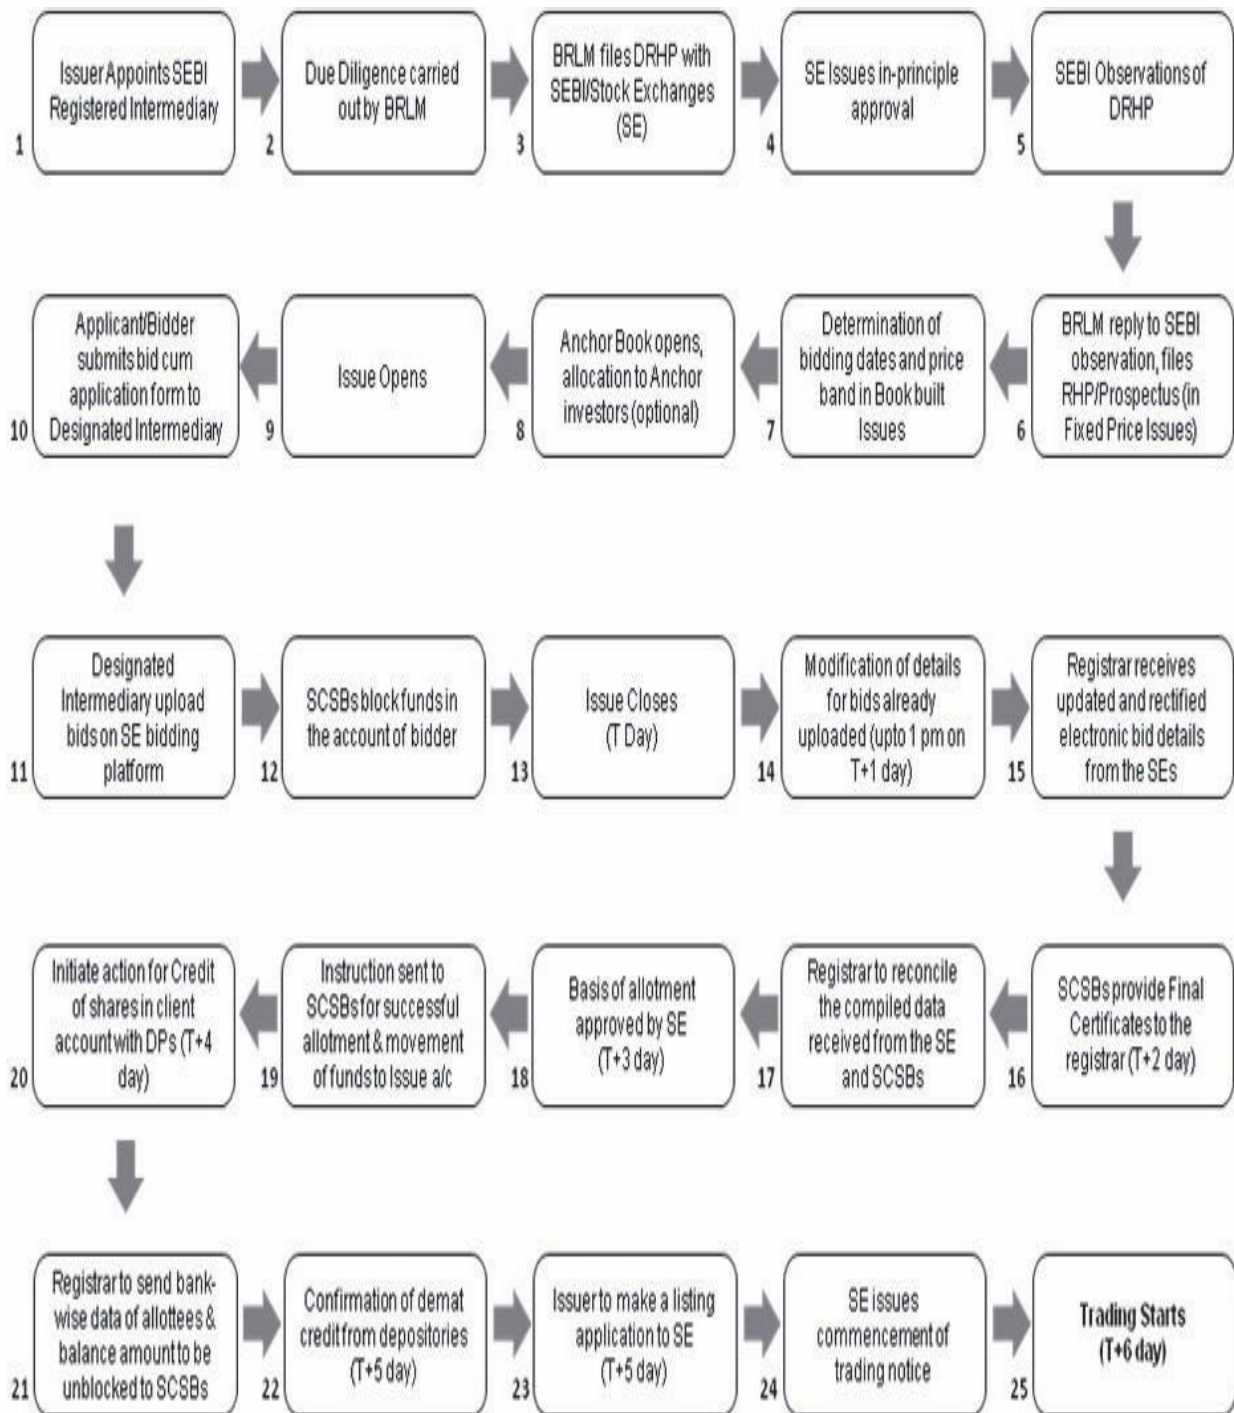 Issuer Appoints SEBI
Registered Intermediary
1
Due Diligence carried
out by BRLM
2
BRLM files DRHP with
SEBI/Stock Exchanges
(SE)
3
SE Issues in-principle
approval
4
SEBI Observations of
DRHP
5
BRLM reply to SEBI
observation, files
RHP/Prospectus (in
Fixed Price Issues)
6
Determination of
bidding dates and price
band in Book built
Issues
7
Anchor Book opens,
allocation to Anchor
investors (optional)
8
Issue Opens
9
Applicant/Bidder
submits bid cum
application form to
Designated Intermediary
10
Designated
Intermediary upload
bids on SE bidding
platform
11
SCSBs block funds in
the account of bidder
12
Issue Closes
(T Day)
13
Modification of details
for bids already
uploaded (upto 1 pm on
T+1 day)
14
Registrar receives
updated and rectified
electronic bid details
from the SEs
15
SCSBs provide Final
Certificates to the
registrar (T+2 day)
16
Registrar to reconcile
the compiled data
received from the SE
and SCSBs
17
Basis of allotment
approved by SE
(T+3 day)
18
Instruction sent to
SCSBs for successful
allotment & movement
of funds to Issue a/c
19
Initiate action for Credit
of shares in client
account with DPs (T+4
day)
20
Registrar to send bank-
wise data of allottees &
balance amount to be
unblocked to SCSBs
21
Confirmation of demat
credit from depositories
(T+5 day)
22
Issuer to make a listing
application to SE
(T+5 day)
23
SE issues
commencement of
trading notice
24
Trading Starts
(T+6 day)
25